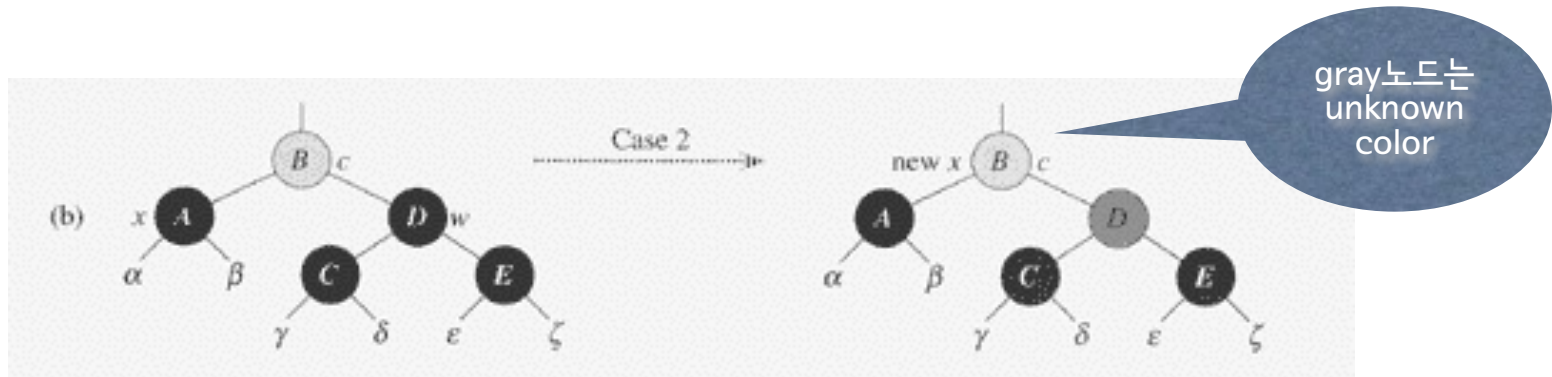 gray노드는
unknown
color
Case 2
B c
new x B c
(b) x A D w
A D
α β C E
α β C E
γ δ ε ζ
γ δ ε ζ